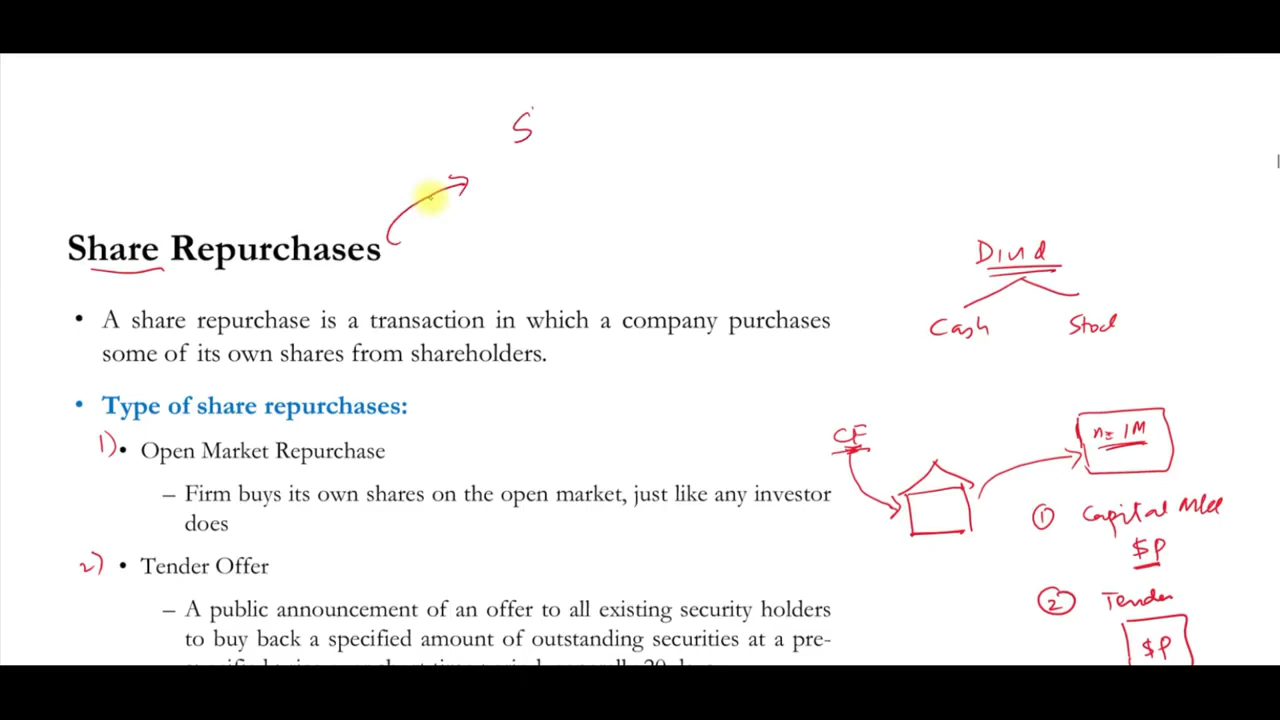 S
Share Repurchases
Divid
Cash
Stock
• A share repurchase is a transaction in which a company purchases
some of its own shares from shareholders.
• Type of share repurchases:
1) • Open Market Repurchase
– Firm buys its own shares on the open market, just like any investor
does
CF
n= 1M
① Capital Mkt
$P
2) • Tender Offer
② Tender
– A public announcement of an offer to all existing security holders
to buy back a specified amount of outstanding securities at a pre-
$P